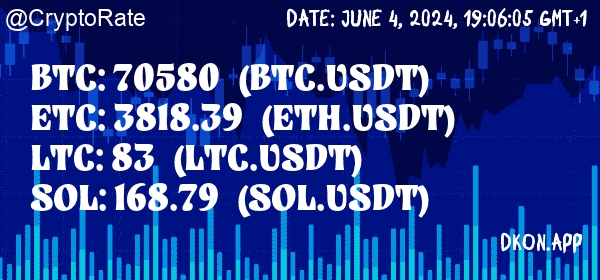 @CryptoRate
DATE: JUNE 4, 2024, 19:06:05 GMT+1
BTC: 70580 (BTC.USDT)
ETC: 3818.39 (ETH.USDT)
LTC: 83 (LTC.USDT)
SOL: 168.79 (SOL.USDT)
DKON.APP